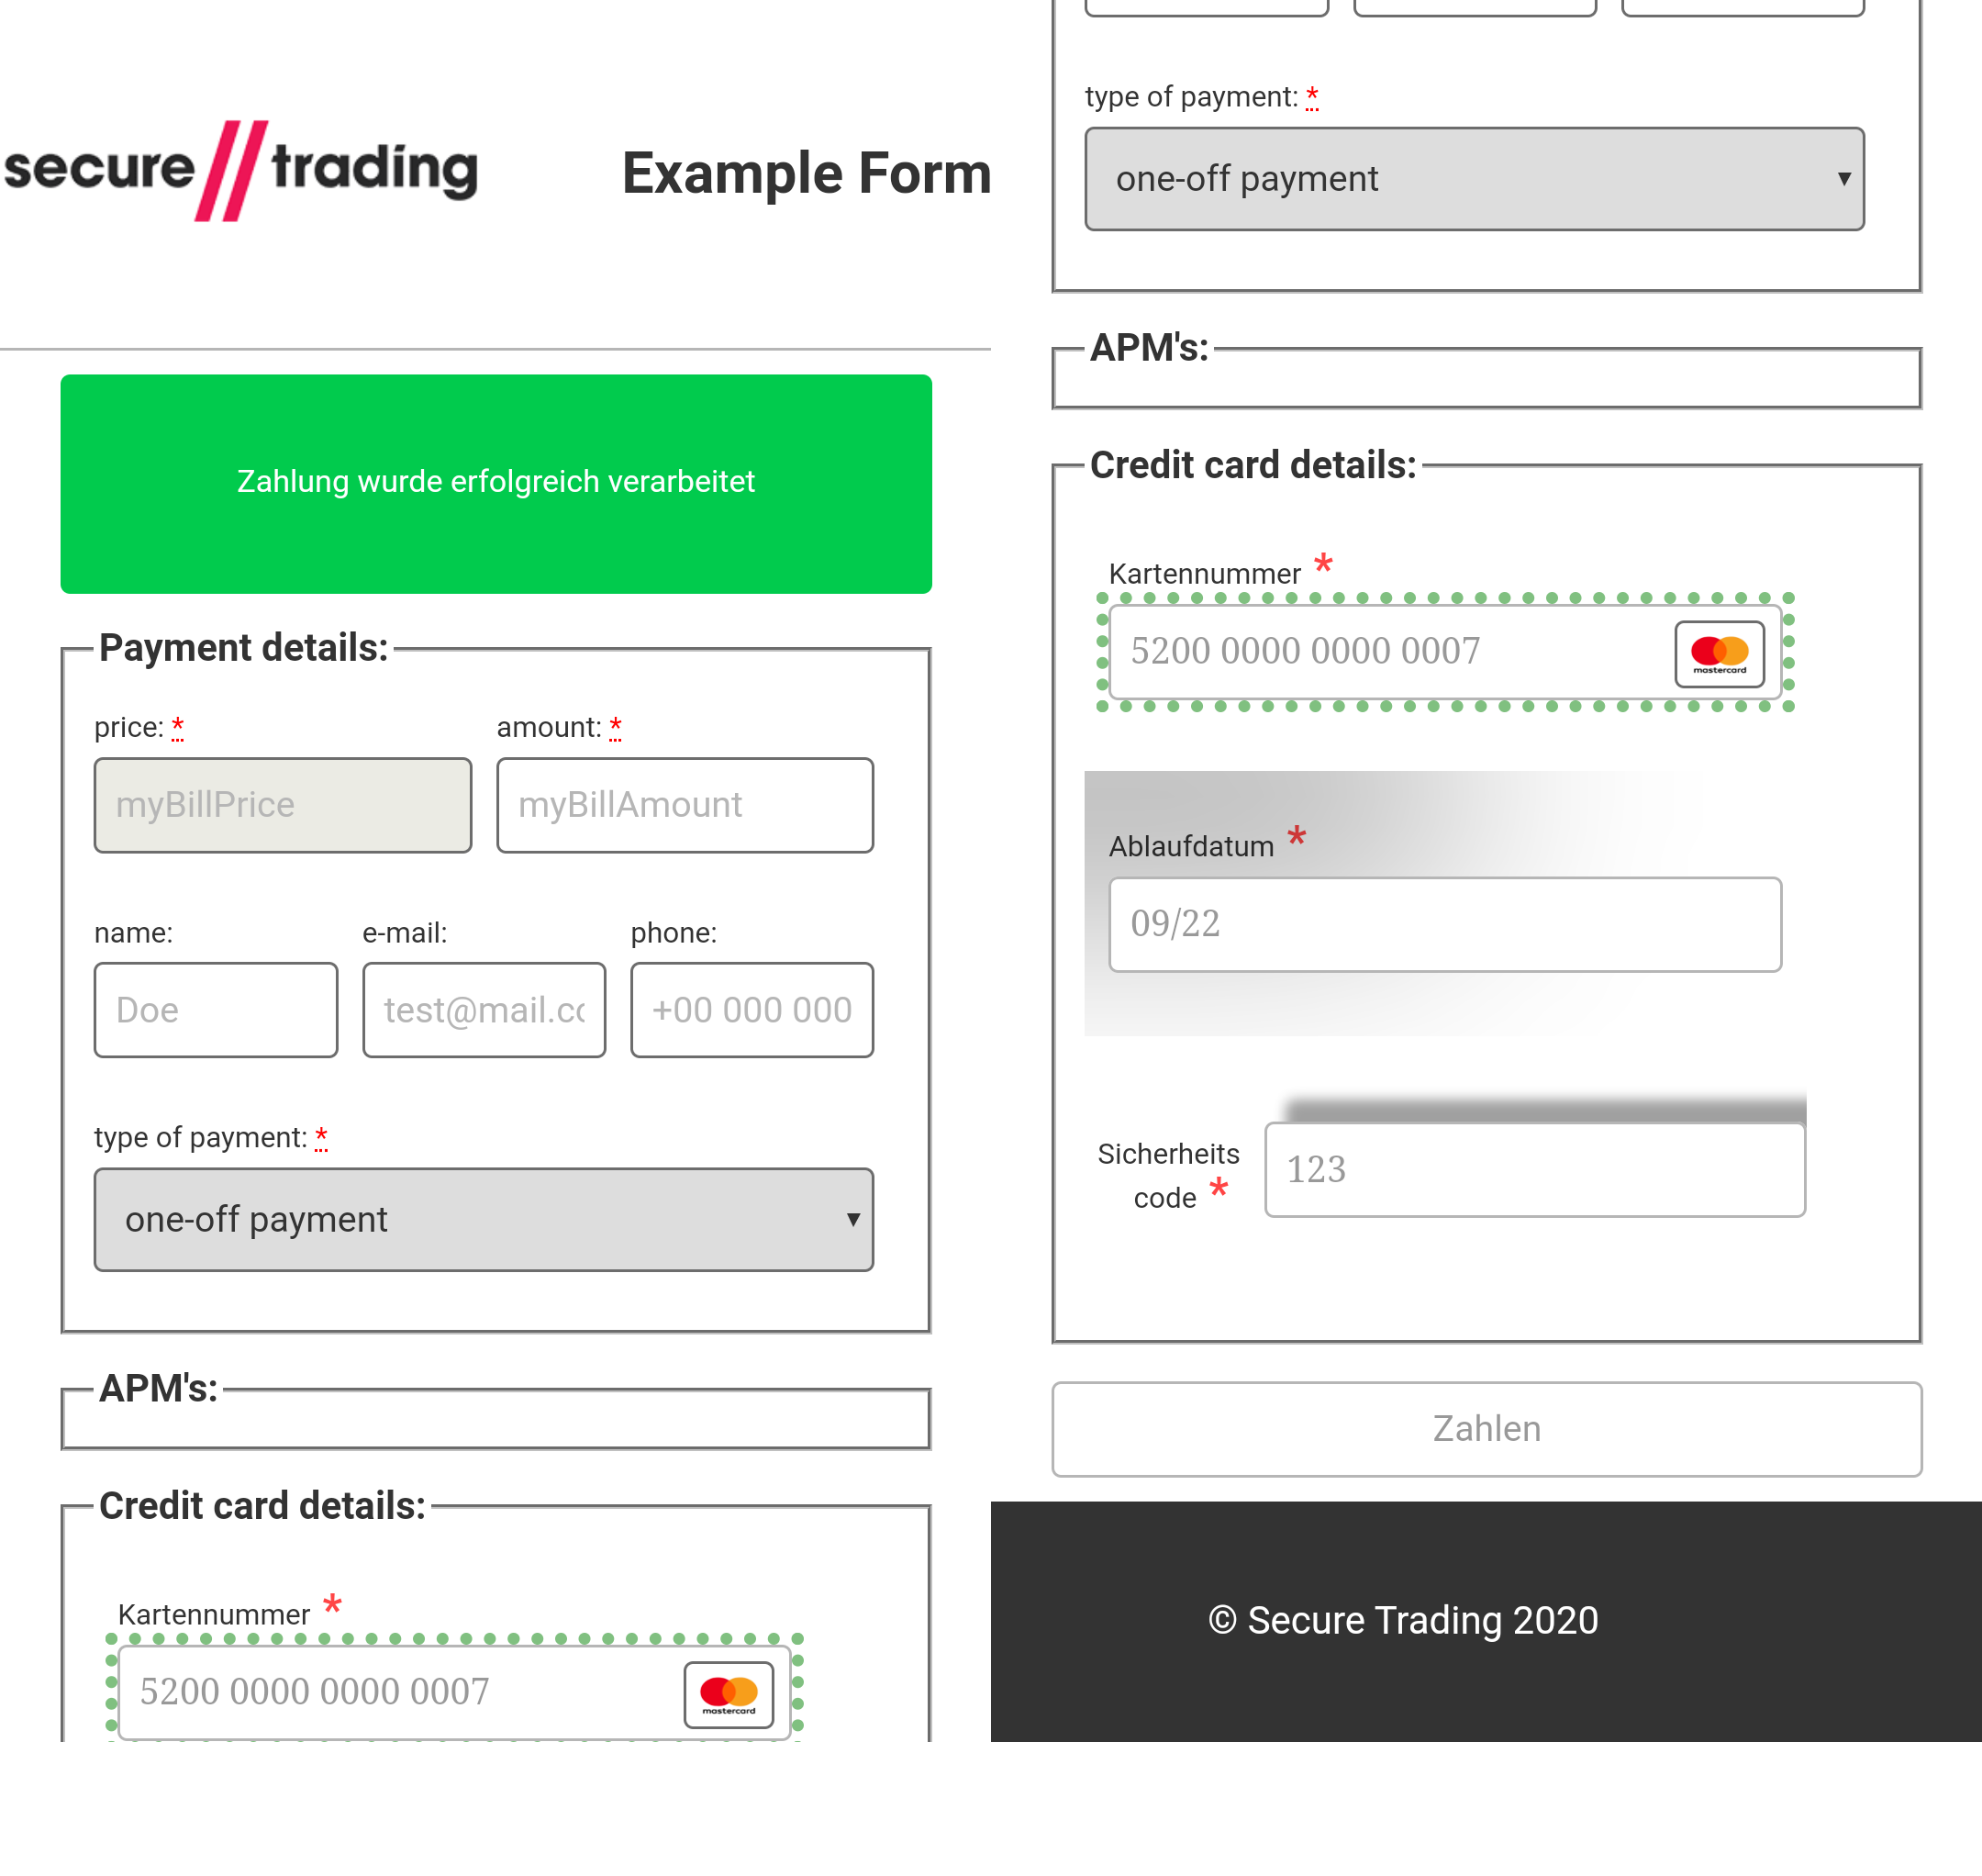 secure//trading
Example Form
Zahlung wurde erfolgreich verarbeitet
Payment details:
price: * amount: *
myBillPrice myBillAmount
name: e-mail: phone:
Doe test@mail.co +00 000 000
type of payment: *
one-off payment
APM's:
Credit card details:
Kartennummer *
5200 0000 0000 0007
mastercard
type of payment: *
one-off payment
APM's:
Credit card details:
Kartennummer *
5200 0000 0000 0007
mastercard
Ablaufdatum *
09/22
Sicherheits
code *
123
Zahlen
© Secure Trading 2020